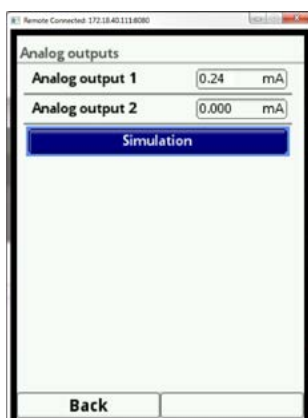 Remote Connected: 172.18.40.111:8080
Analog outputs
Analog output 1 0.24 mA
Analog output 2 0.000 mA
Simulation
Back